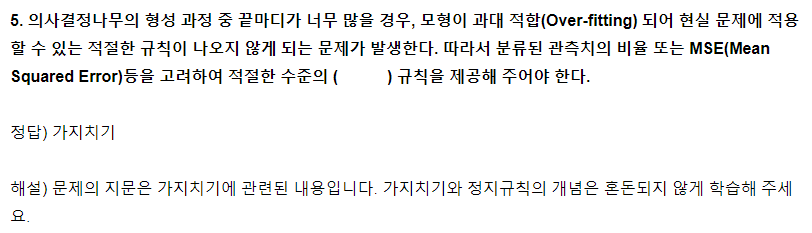 5. 의사결정나무의 형성 과정 중 끝마디가 너무 많을 경우, 모형이 과대 적합(Over-fitting) 되어 현실 문제에 적용
할 수 있는 적절한 규칙이 나오지 않게 되는 문제가 발생한다. 따라서 분류된 관측치의 비율 또는 MSE(Mean
Squared Error)등을 고려하여 적절한 수준의 (          ) 규칙을 제공해 주어야 한다.
정답) 가지치기
해설) 문제의 지문은 가지치기에 관련된 내용입니다. 가지치기와 정지규칙의 개념은 혼돈되지 않게 학습해 주세
요.